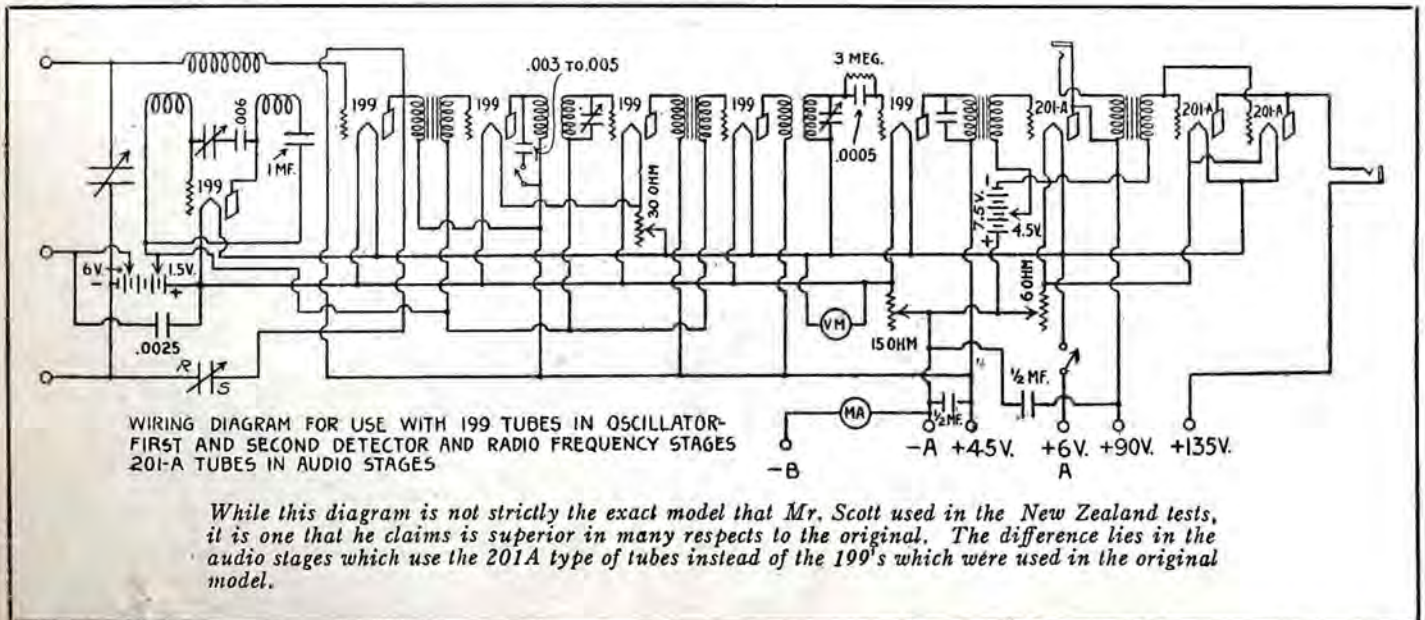 .003 TO .005
3 MEG.
199
199
199
199
199
201-A
201-A
201-A
.006
1 MF.
199
.0005
30 OHM
7.5 V.
-
4.5V.
+
6V.
1.5V.
-
+
.0025
R
S
VM
15 OHM
6 OHM
½ MF.
MA
½ MF.
-B
-A
+45V.
+6V.
A
+90V.
+135V.
WIRING DIAGRAM FOR USE WITH 199 TUBES IN OSCILLATOR-
FIRST AND SECOND DETECTOR AND RADIO FREQUENCY STAGES
201-A TUBES IN AUDIO STAGES
While this diagram is not strictly the exact model that Mr. Scott used in the New Zealand tests,
it is one that he claims is superior in many respects to the original. The difference lies in the
audio stages which use the 201A type of tubes instead of the 199's which were used in the original
model.